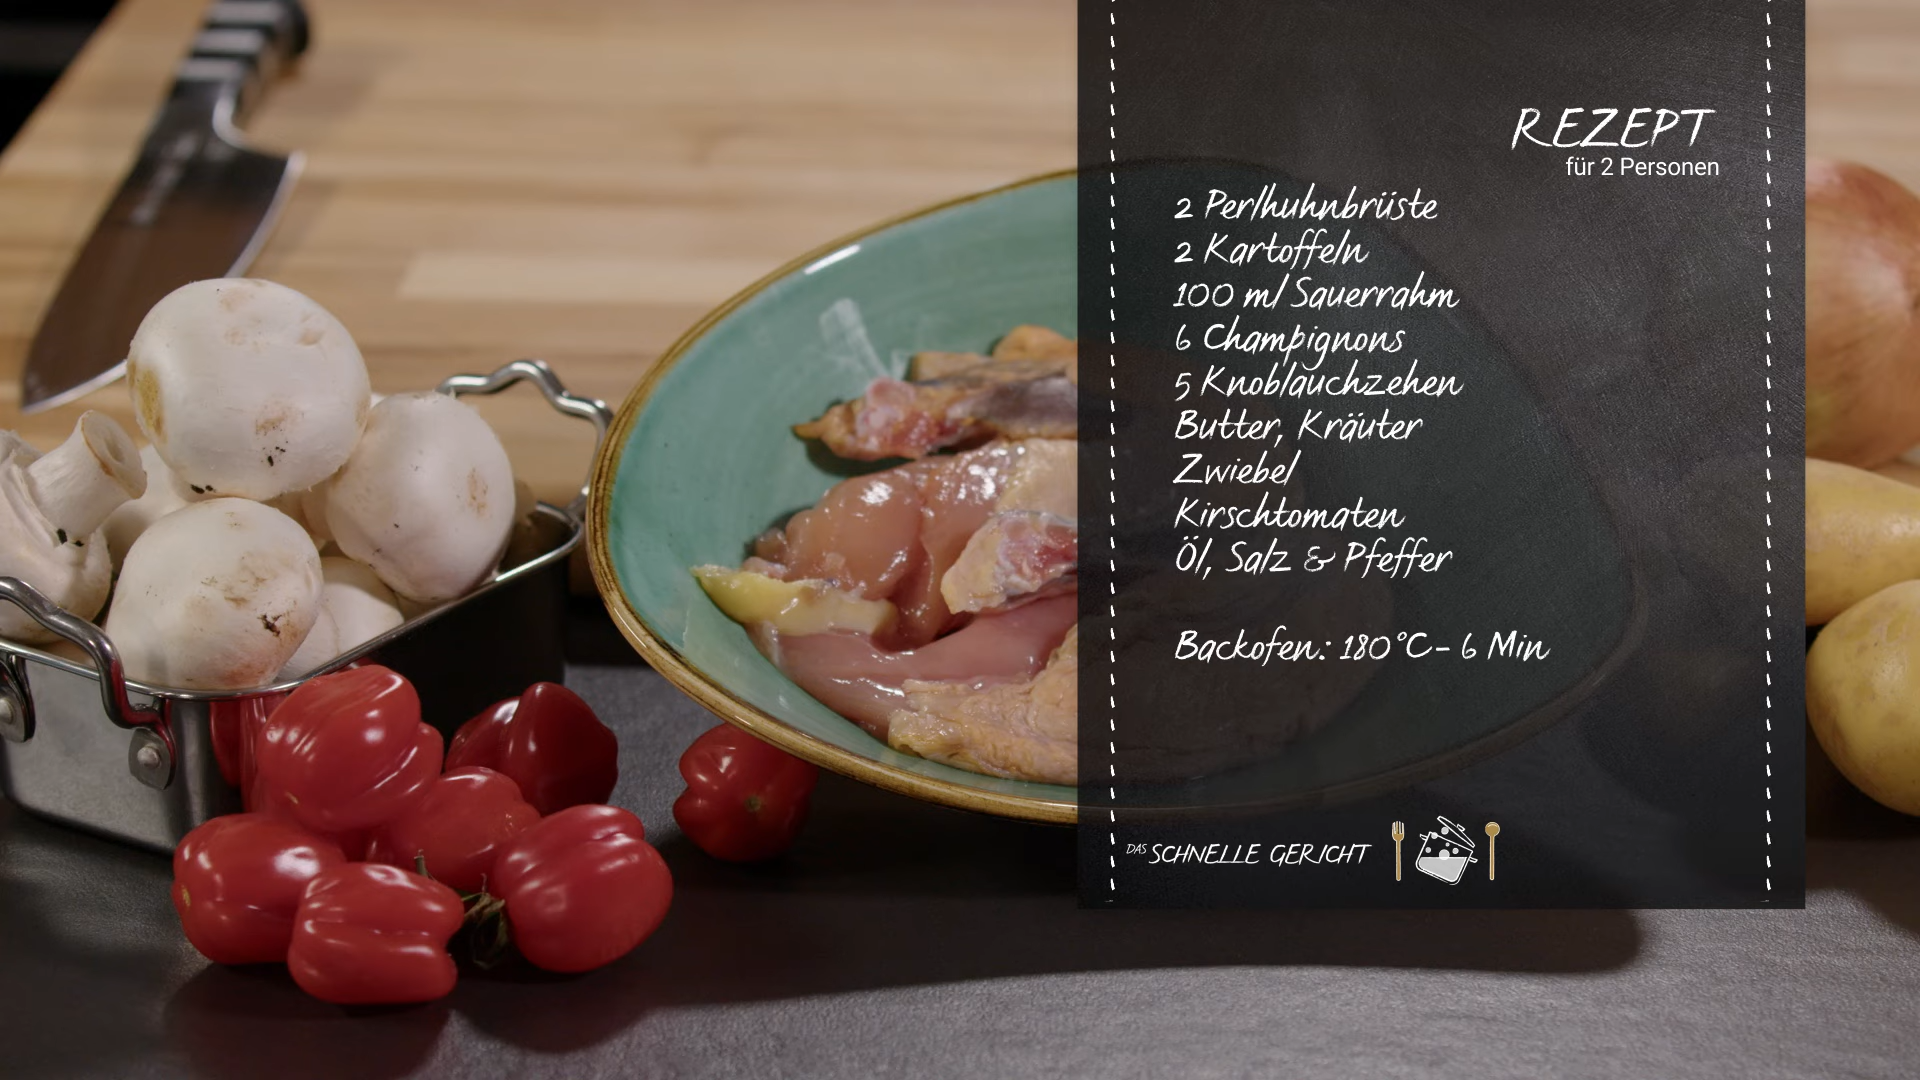 REZEPT
für 2 Personen
2 Perlhuhnbrüste
2 Kartoffeln
100 ml Sauerrahm
6 Champignons
5 Knoblauchzehen
Butter, Kräuter
Zwiebel
Kirschtomaten
Öl, Salz & Pfeffer
Backofen: 180°C - 6 Min
DAS SCHNELLE GERICHT